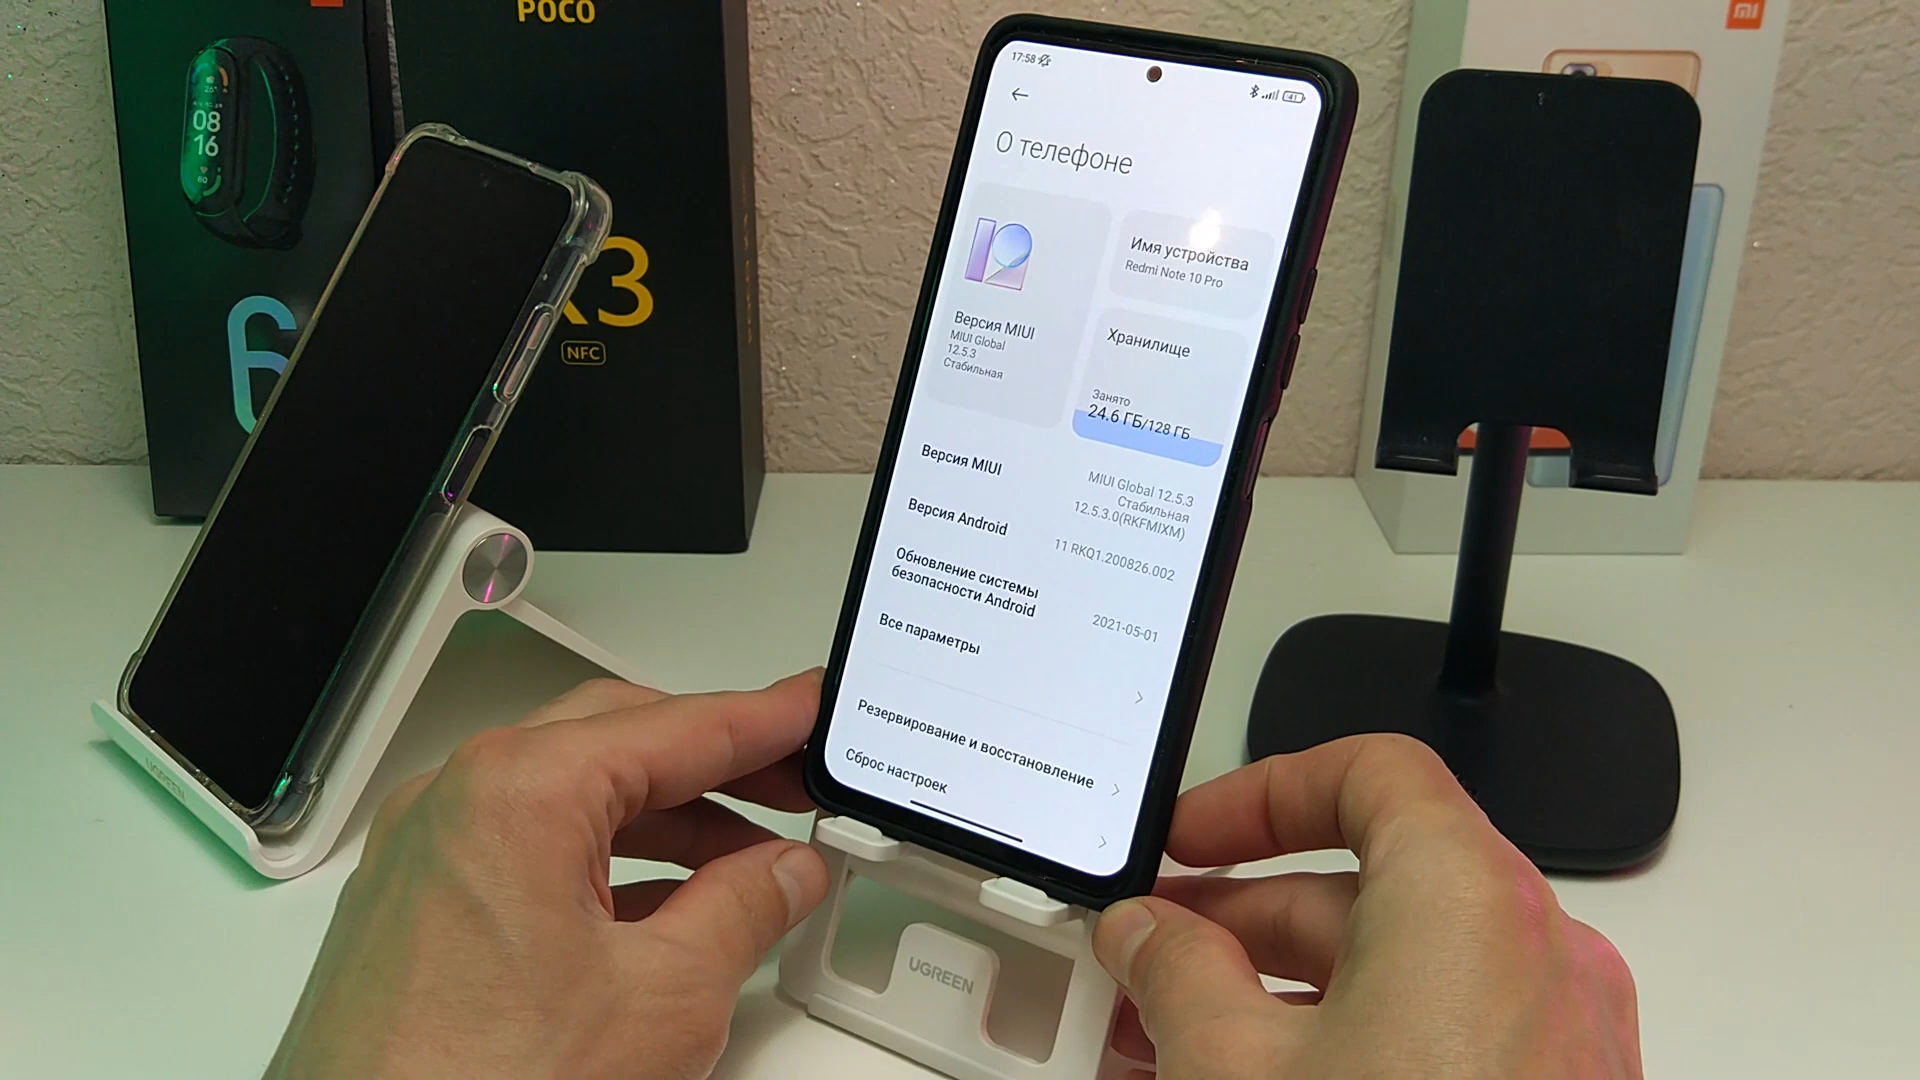 POCO
mi
26°
08
16
60
6
X3
NFC
UGREEN
17:58
41
О телефоне
Имя устройства
Redmi Note 10 Pro
Версия MIUI
MIUI Global
12.5.3
Стабильная
Хранилище
Занято
24.6 ГБ/128 ГБ
Версия MIUI
MIUI Global 12.5.3
Стабильная
12.5.3.0(RKFMIXM)
Версия Android
11 RKQ1.200826.002
Обновление системы
безопасности Android
2021-05-01
Все параметры
Резервирование и восстановление
Сброс настроек
UGREEN